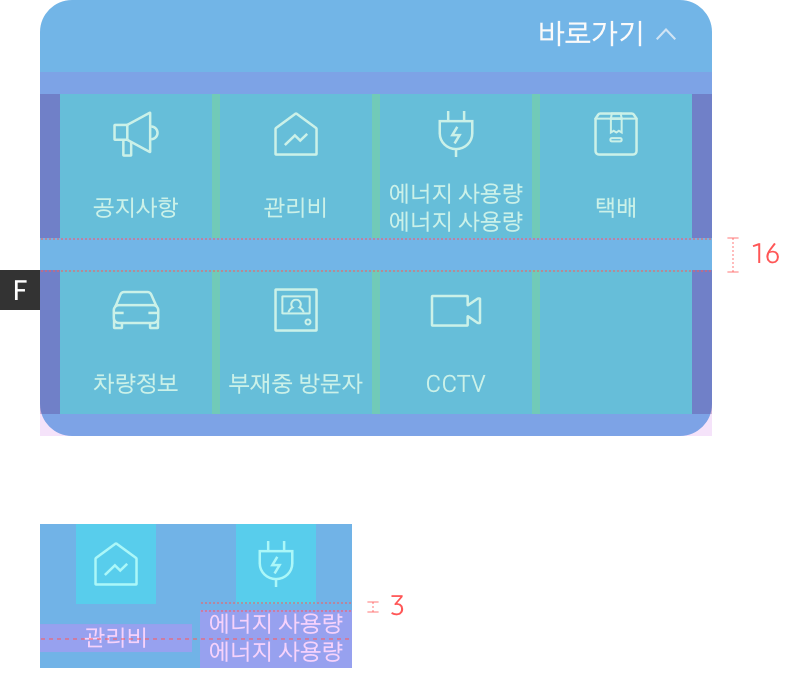 바로가기
공지사항
관리비
에너지 사용량
에너지 사용량
택배
16
F
차량정보
부재중 방문자
CCTV
3
관리비
에너지 사용량
에너지 사용량